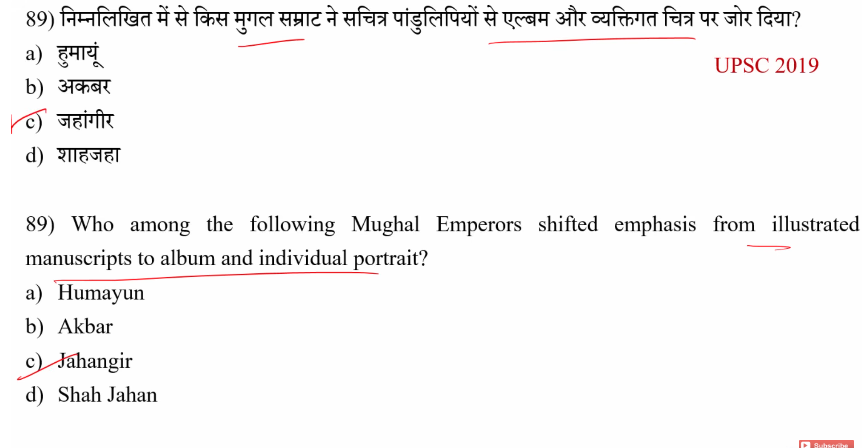 89) निम्नलिखित में से किस मुगल सम्राट ने सचित्र पांडुलिपियों से एल्बम और व्यक्तिगत चित्र पर जोर दिया?
a) हुमायूं
UPSC 2019
b) अकबर
c) जहांगीर
d) शाहजहा
89) Who among the following Mughal Emperors shifted emphasis from illustrated
manuscripts to album and individual portrait?
a) Humayun
b) Akbar
c) Jahangir
d) Shah Jahan
Subscribe